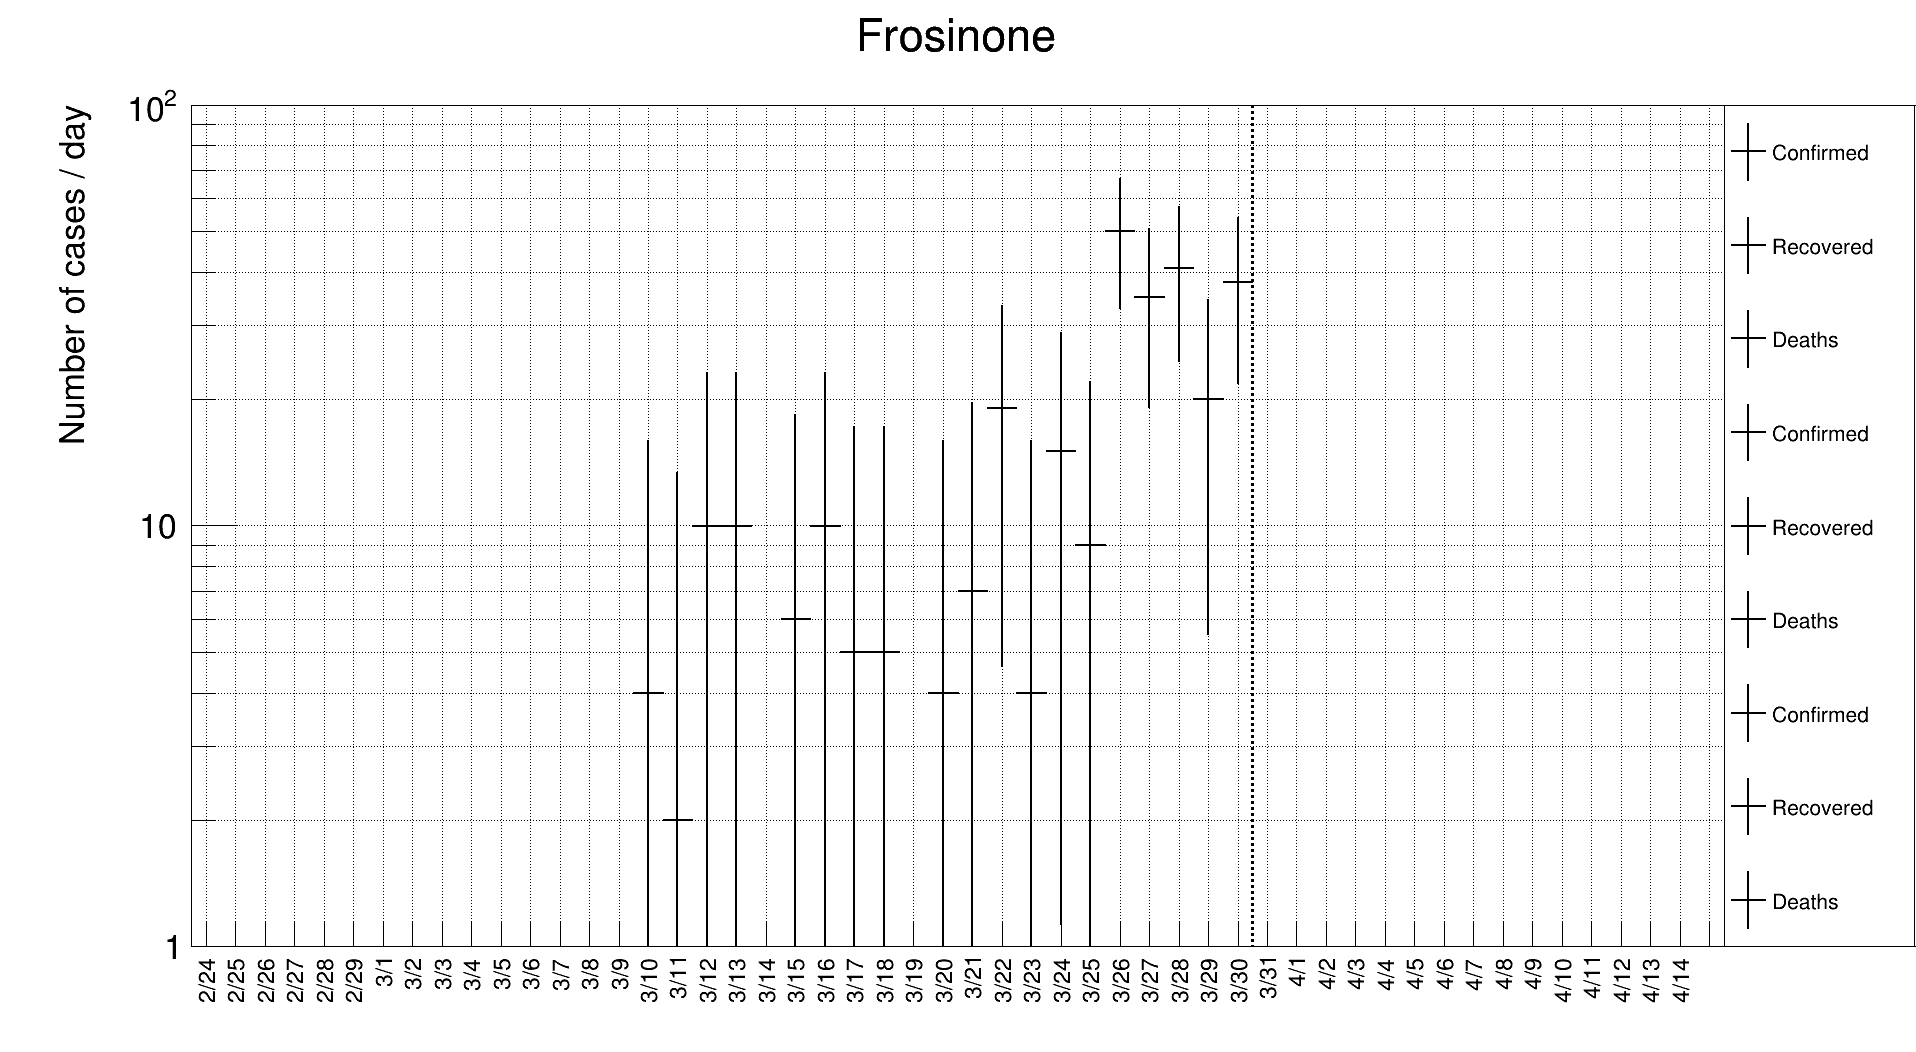 Frosinone
Number of cases / day
10²
10
1
2/24 2/25 2/26 2/27 2/28 2/29 3/1 3/2 3/3 3/4 3/5 3/6 3/7 3/8 3/9 3/10 3/11 3/12 3/13 3/14 3/15 3/16 3/17 3/18 3/19 3/20 3/21 3/22 3/23 3/24 3/25 3/26 3/27 3/28 3/29 3/30 3/31 4/1 4/2 4/3 4/4 4/5 4/6 4/7 4/8 4/9 4/10 4/11 4/12 4/13 4/14
Confirmed
Recovered
Deaths
Confirmed
Recovered
Deaths
Confirmed
Recovered
Deaths